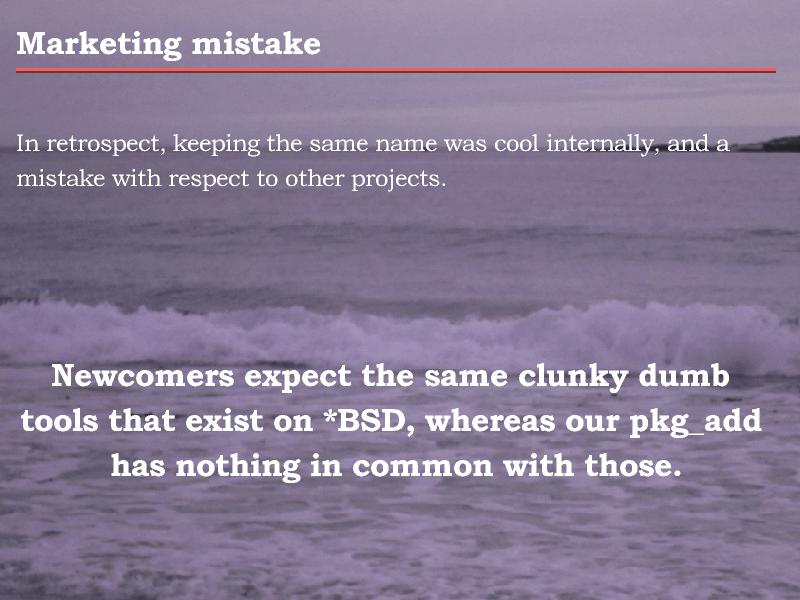 Marketing mistake
In retrospect, keeping the same name was cool internally, and a
mistake with respect to other projects.
Newcomers expect the same clunky dumb
tools that exist on *BSD, whereas our pkg_add
has nothing in common with those.